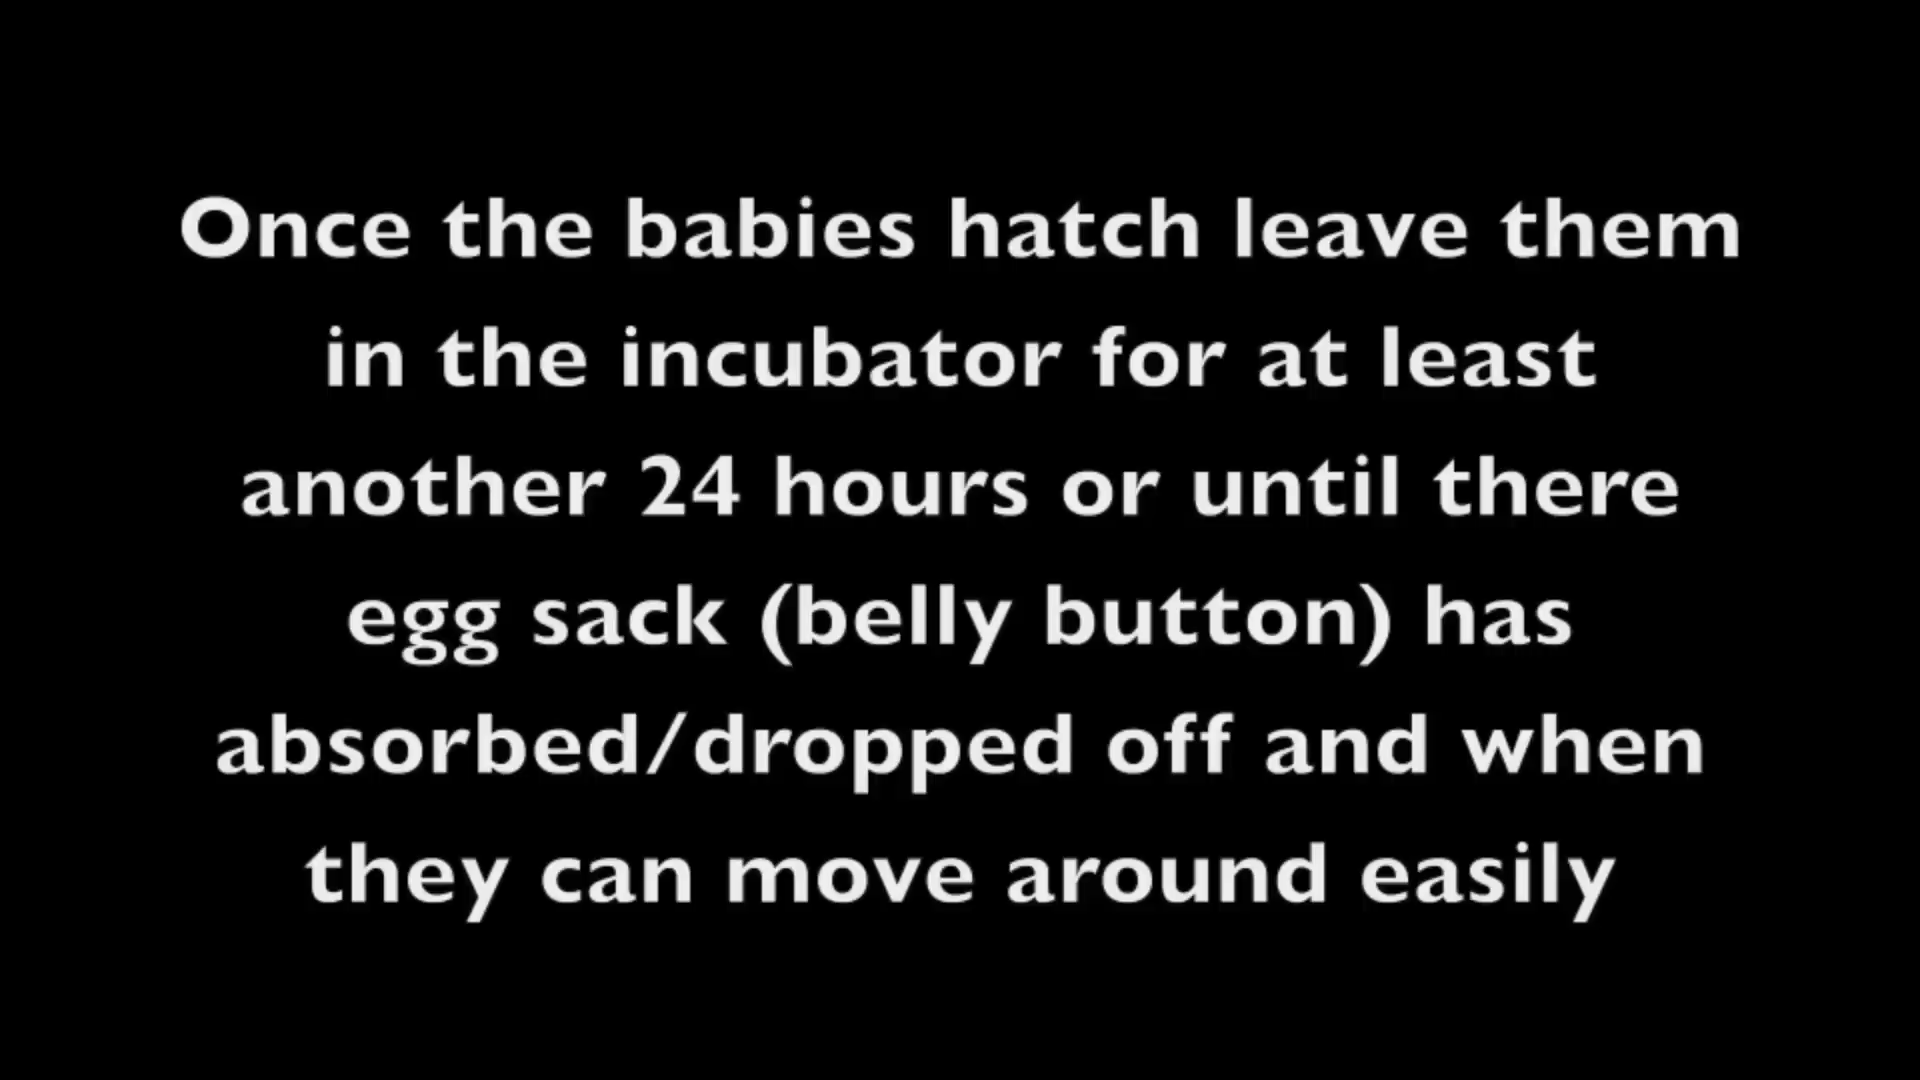 Once the babies hatch leave them
in the incubator for at least
another 24 hours or until there
egg sack (belly button) has
absorbed/dropped off and when
they can move around easily